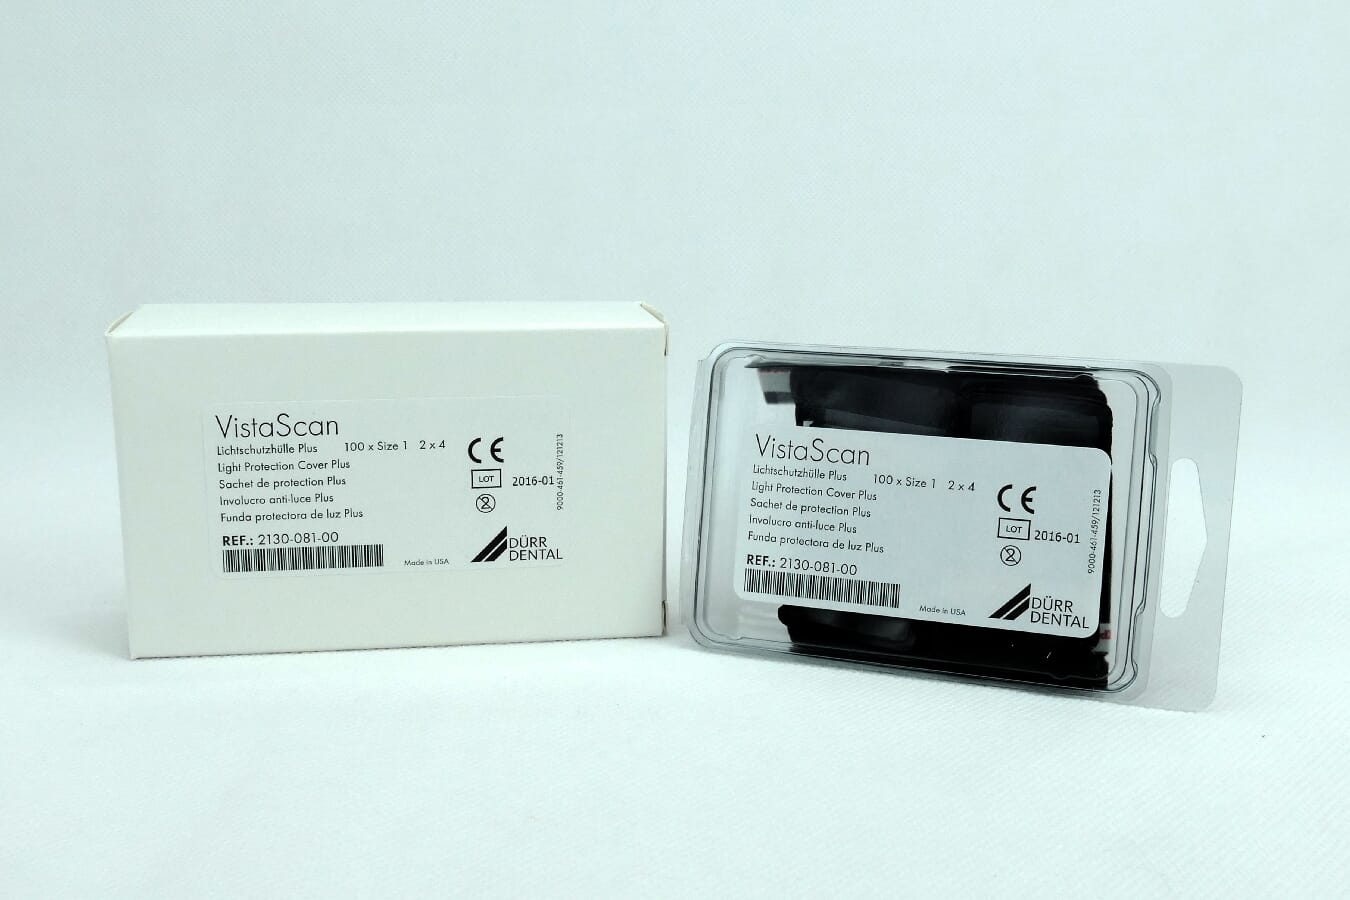 VistaScan
Lichtschutzhülle Plus 100 x Size 1 2 x 4
Light Protection Cover Plus
Sachet de protection Plus
Involucro anti-luce Plus
Funda protectora de luz Plus
REF.: 2130-081-00
Made in USA
CE
LOT 2016-01
2
DÜRR
DENTAL
9000-461-459/121213
VistaScan
Lichtschutzhülle Plus 100 x Size 1 2 x 4
Light Protection Cover Plus
Sachet de protection Plus
Involucro anti-luce Plus
Funda protectora de luz Plus
REF.: 2130-081-00
Made in USA
CE
LOT 2016-01
2
DÜRR
DENTAL
9000-461-459/121213